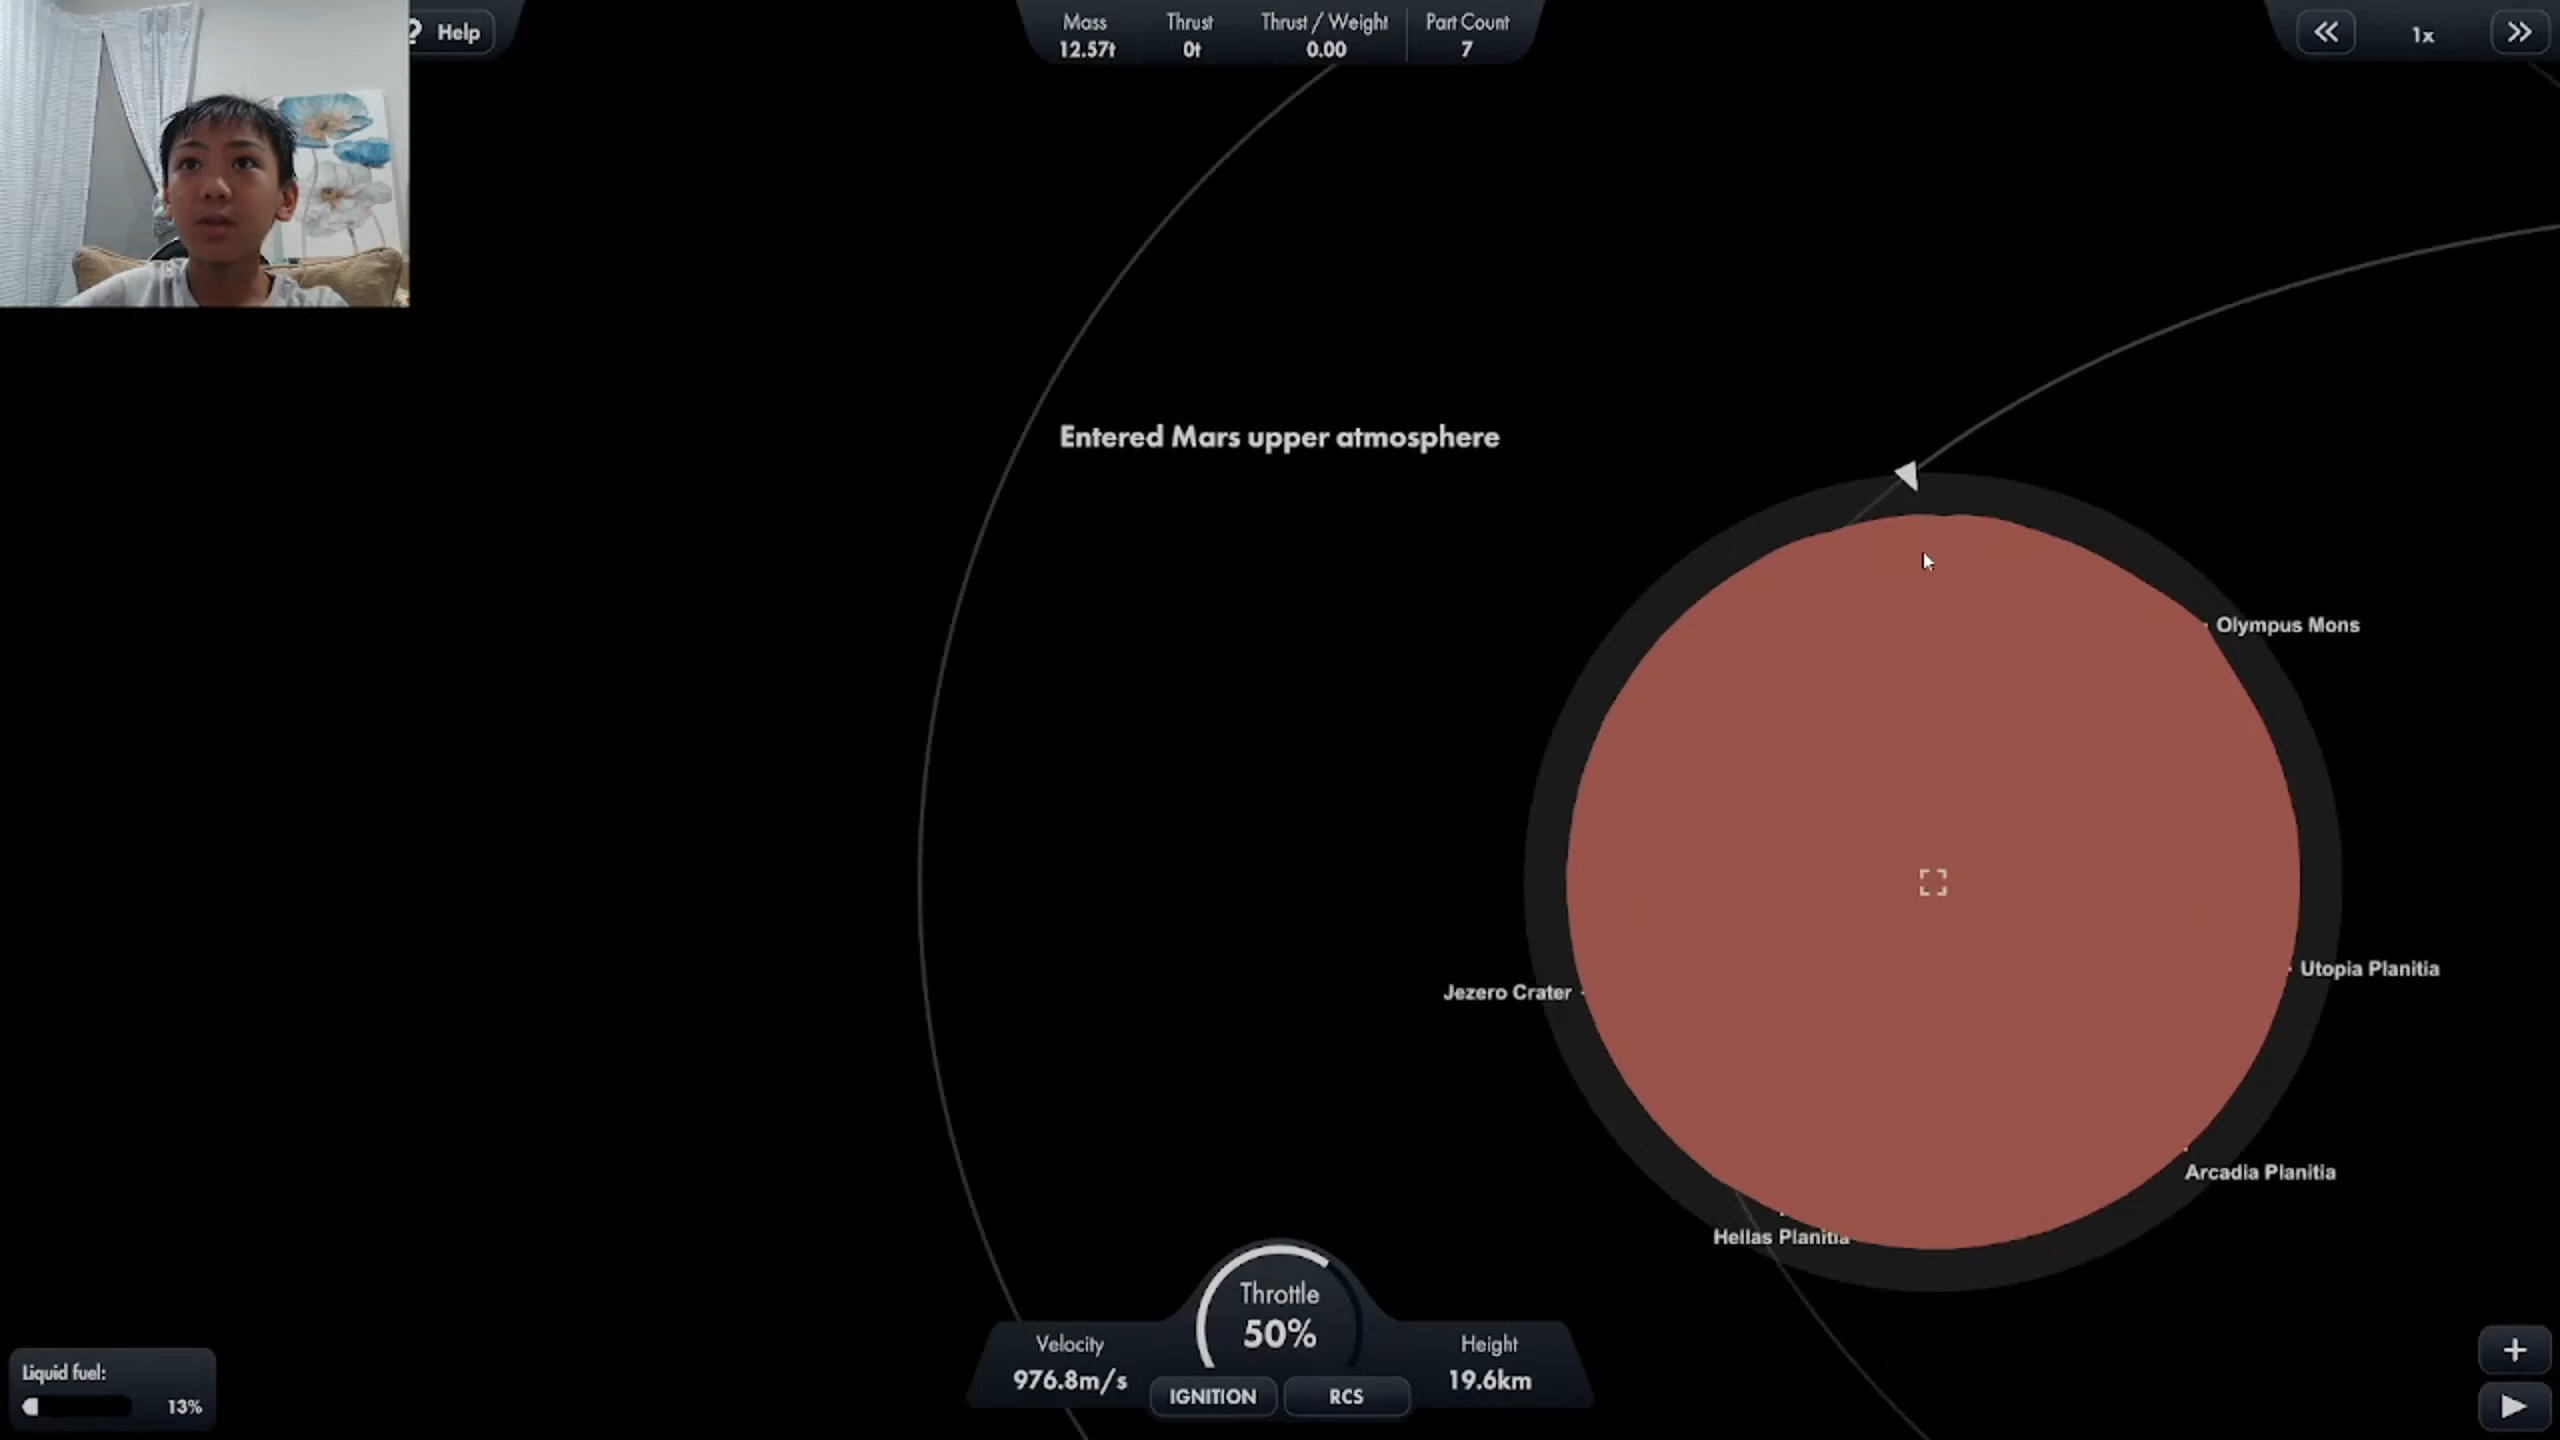 ? Help
Mass Thrust Thrust / Weight Part Count
12.57t 0t 0.00 7
1x
Entered Mars upper atmosphere
Olympus Mons
Utopia Planitia
Jezero Crater
Arcadia Planitia
Hellas Planitia
Throttle
50%
Velocity Height
976.8m/s 19.6km
IGNITION RCS
Liquid fuel:
13%